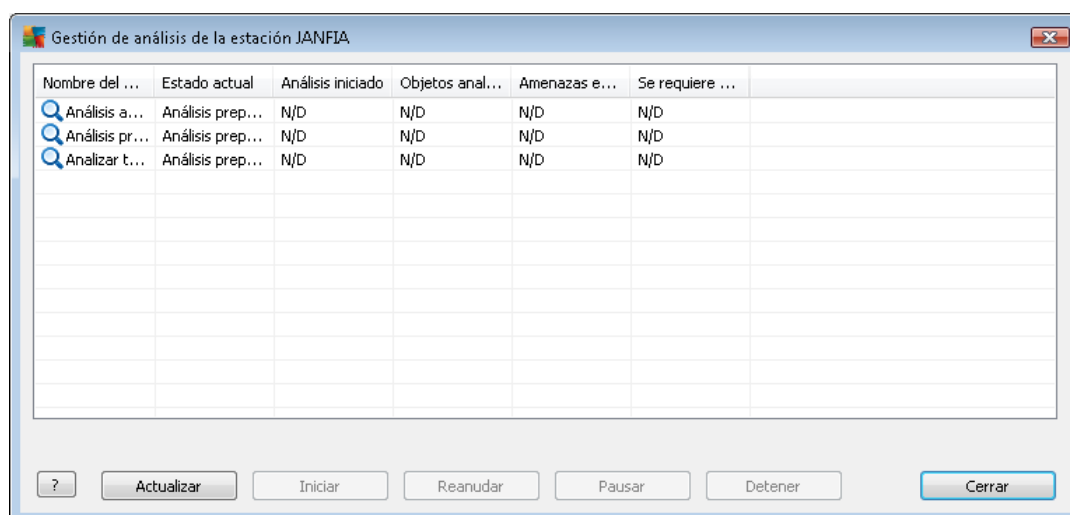 Gestión de análisis de la estación JANFIA
Nombre del ... Estado actual Análisis iniciado Objetos anal... Amenazas e... Se requiere ...
Análisis a... Análisis prep... N/D N/D N/D N/D
Análisis pr... Análisis prep... N/D N/D N/D N/D
Analizar t... Análisis prep... N/D N/D N/D N/D
? Actualizar Iniciar Reanudar Pausar Detener Cerrar